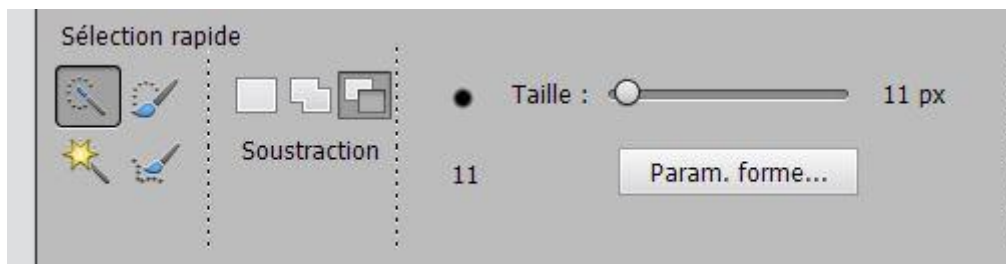 Sélection rapide
Taille : 11 px
Soustraction
11
Param. forme...